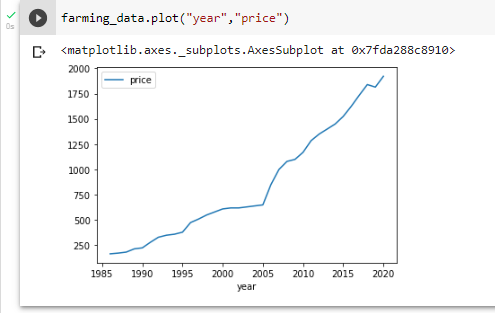 farming_data.plot("year","price")
0s
<matplotlib.axes._subplots.AxesSubplot at 0x7fda288c8910>
2000
price
1750
1500
1250
1000
750
500
250
1985 1990 1995 2000 2005 2010 2015 2020
year